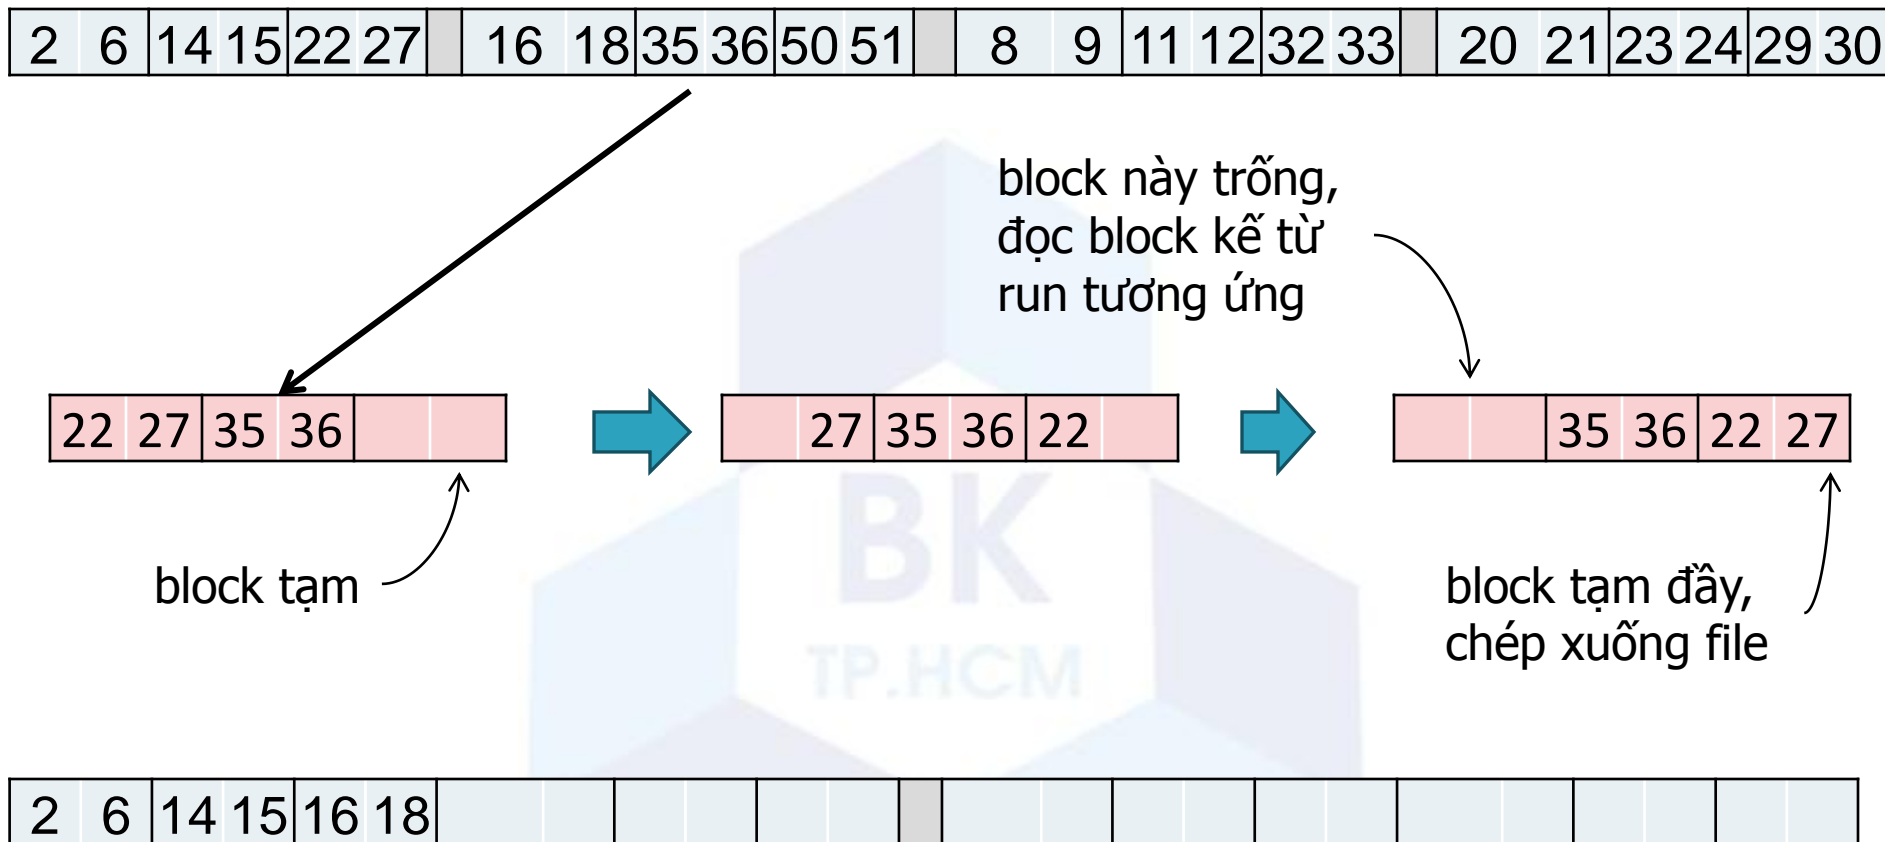 2 6 14 15 22 27 16 18 35 36 50 51 8 9 11 12 32 33 20 21 23 24 29 30
block này trống,
đọc block kế từ
run tương ứng
22 27 35 36
27 35 36 22
35 36 22 27
BK
TP.HCM
block tạm
block tạm đầy,
chép xuống file
2 6 14 15 16 18